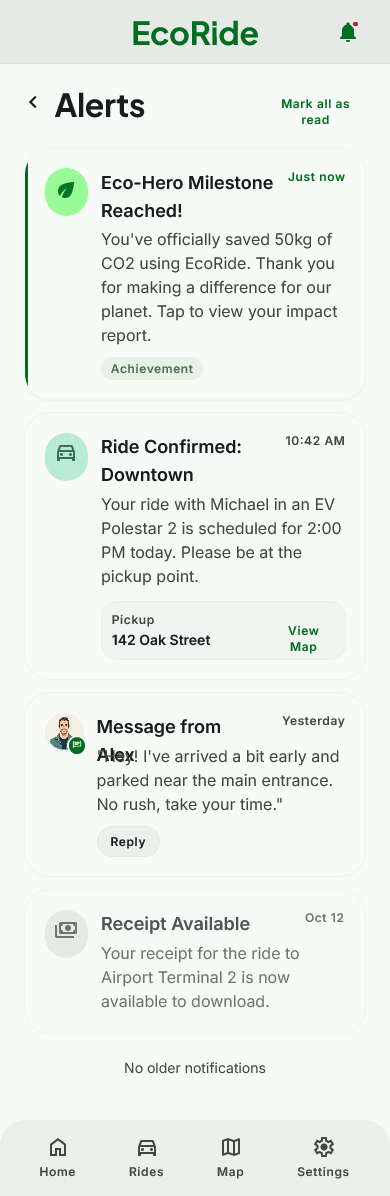 EcoRide
Alerts
Mark all as
read
Eco-Hero Milestone
Reached!
Just now
You've officially saved 50kg of
CO2 using EcoRide. Thank you
for making a difference for our
planet. Tap to view your impact
report.
Achievement
Ride Confirmed:
Downtown
10:42 AM
Your ride with Michael in an EV
Polestar 2 is scheduled for 2:00
PM today. Please be at the
pickup point.
Pickup
142 Oak Street
View
Map
Message from
Alex
Yesterday
"Hey! I've arrived a bit early and
parked near the main entrance.
No rush, take your time."
Reply
Receipt Available
Oct 12
Your receipt for the ride to
Airport Terminal 2 is now
available to download.
No older notifications
Home
Rides
Map
Settings